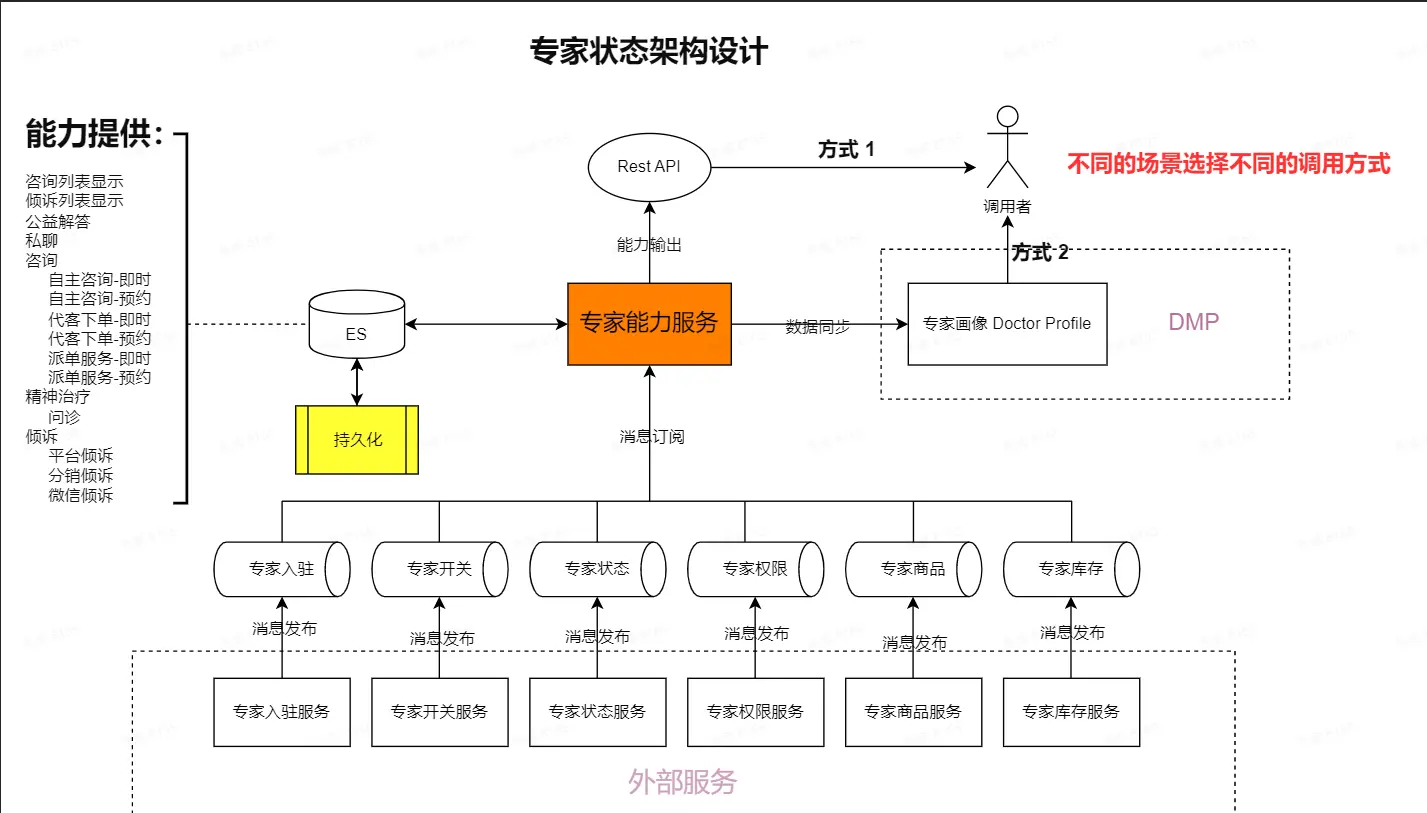 专家状态架构设计
能力提供：
咨询列表显示
倾诉列表显示
公益解答
私聊
咨询
自主咨询-即时
自主咨询-预约
代客下单-即时
代客下单-预约
派单服务-即时
派单服务-预约
精神治疗
问诊
倾诉
平台倾诉
分销倾诉
微信倾诉
Rest API
方式 1
调用者
不同的场景选择不同的调用方式
能力输出
方式 2
ES
专家能力服务
数据同步
专家画像 Doctor Profile
DMP
持久化
消息订阅
专家入驻
专家开关
专家状态
专家权限
专家商品
专家库存
消息发布
消息发布
消息发布
消息发布
消息发布
消息发布
专家入驻服务
专家开关服务
专家状态服务
专家权限服务
专家商品服务
专家库存服务
外部服务